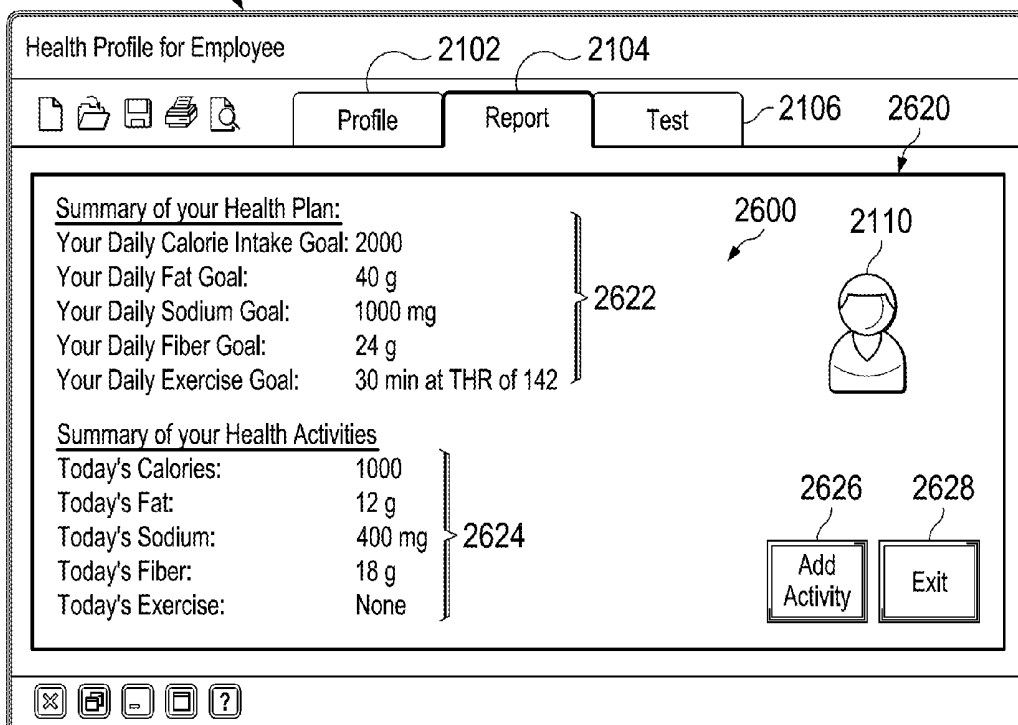 Health Profile for Employee
2102
2104
Profile
Report
Test
2106
2620
Summary of your Health Plan:
Your Daily Calorie Intake Goal: 2000
Your Daily Fat Goal: 40 g
Your Daily Sodium Goal: 1000 mg
Your Daily Fiber Goal: 24 g
Your Daily Exercise Goal: 30 min at THR of 142
2622
2600
2110
Summary of your Health Activities
Today's Calories: 1000
Today's Fat: 12 g
Today's Sodium: 400 mg
Today's Fiber: 18 g
Today's Exercise: None
2624
2626
2628
Add
Activity
Exit
?